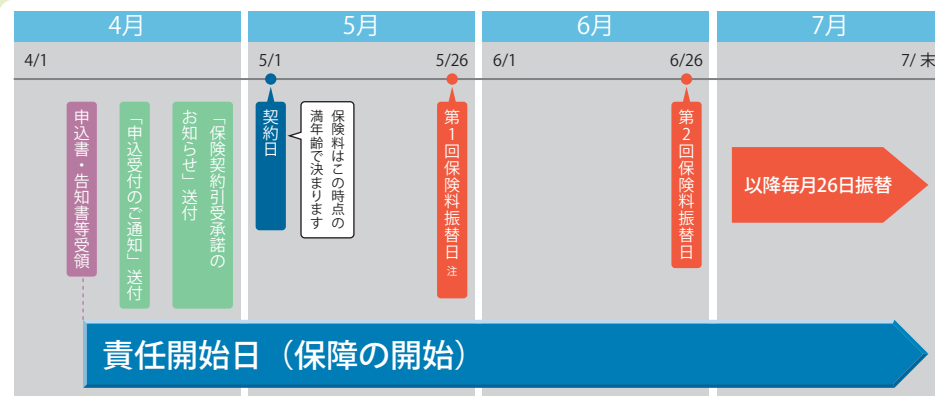 4月
5月
6月
7月
4/1
5/1
5/26
6/1
6/26
7/末
申込書・告知書等受領
「申込受付のご通知」送付
「保険契約引受承諾の
お知らせ」送付
契約日
保険料はこの時点の
満年齢で決まります
第1回保険料振替日 注
第2回保険料振替日
以降毎月26日振替
責任開始日（保障の開始）